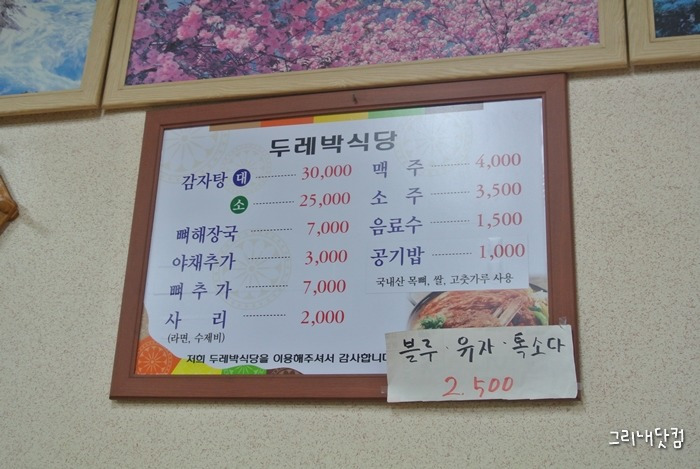 두레박식당
감자탕 대 30,000
소 25,000
뼈해장국 7,000
야채추가 3,000
뼈추가 7,000
사리 2,000
(라면, 수제비)
맥주 4,000
소주 3,500
음료수 1,500
공기밥 1,000
국내산 목뼈, 쌀, 고춧가루 사용
저희 두레박식당을 이용해주셔서 감사합니다
블루·유자·톡소다
2.500
그리내닷컴